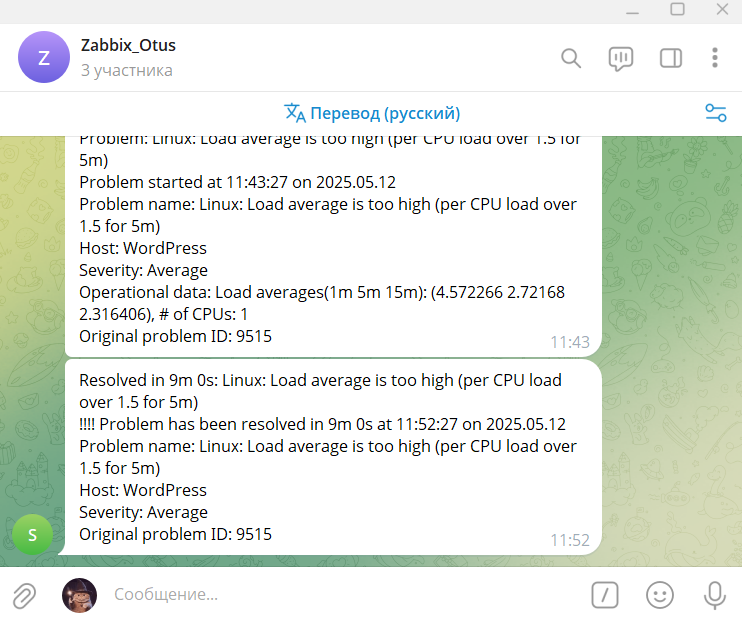 Z
Zabbix_Otus
3 участника
Перевод (русский)
Problem: Linux: Load average is too high (per CPU load over 1.5 for
5m)
Problem started at 11:43:27 on 2025.05.12
Problem name: Linux: Load average is too high (per CPU load over
1.5 for 5m)
Host: WordPress
Severity: Average
Operational data: Load averages(1m 5m 15m): (4.572266 2.72168
2.316406), # of CPUs: 1
Original problem ID: 9515
11:43
Resolved in 9m 0s: Linux: Load average is too high (per CPU load
over 1.5 for 5m)
!!!! Problem has been resolved in 9m 0s at 11:52:27 on 2025.05.12
Problem name: Linux: Load average is too high (per CPU load over
1.5 for 5m)
Host: WordPress
Severity: Average
Original problem ID: 9515
11:52
S
Сообщение...